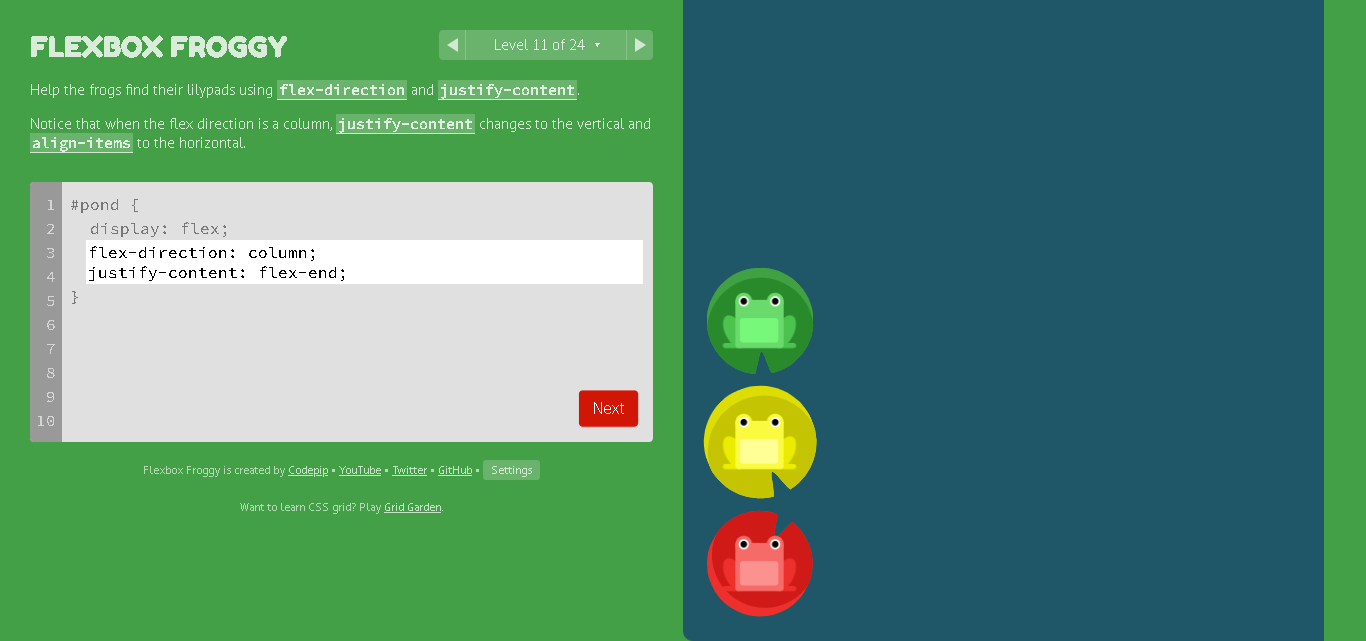 FLEXBOX FROGGY
◀ Level 11 of 24 ▾ ▶
Help the frogs find their lilypads using flex-direction and justify-content.
Notice that when the flex direction is a column, justify-content changes to the vertical and
align-items to the horizontal.
1 #pond {
2 display: flex;
3 flex-direction: column;
4 justify-content: flex-end;
5 }
6
7
8
9
10
Next
Flexbox Froggy is created by Codepip • YouTube • Twitter • GitHub • Settings
Want to learn CSS grid? Play Grid Garden.